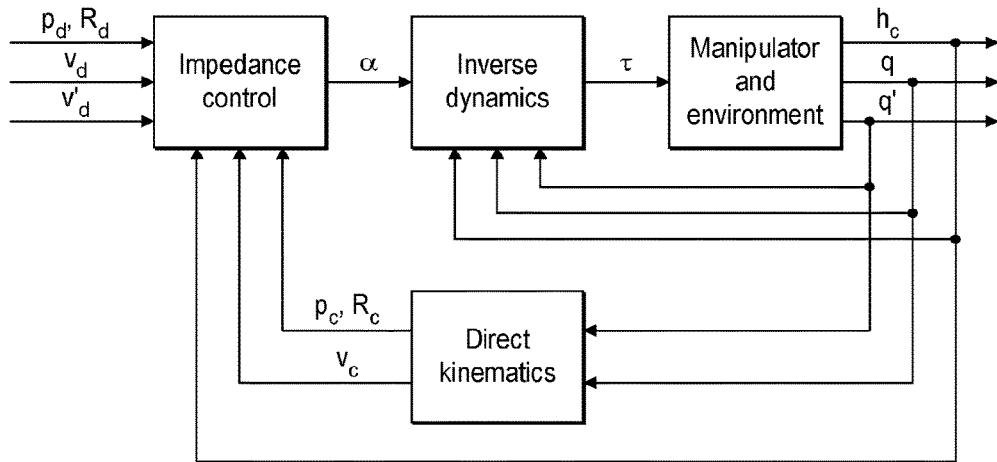 p_d, R_d
v_d
v'_d
Impedance
control
α
Inverse
dynamics
τ
Manipulator
and
environment
h_c
q
q'
p_c, R_c
v_c
Direct
kinematics